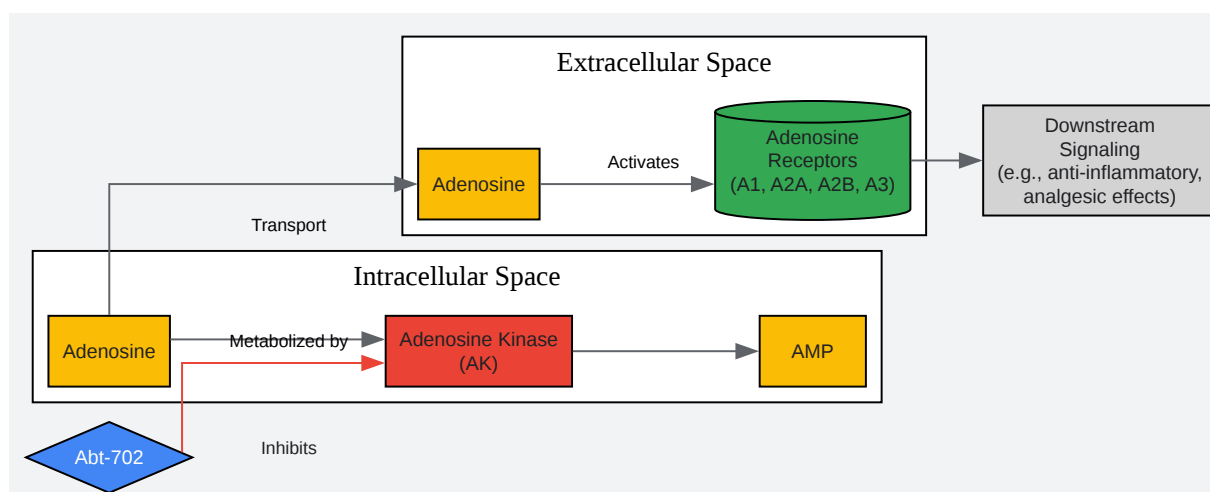 Extracellular Space
Adenosine
Activates
Adenosine
Receptors
(A1, A2A, A2B, A3)
Downstream
Signaling
(e.g., anti-inflammatory,
analgesic effects)
Transport
Intracellular Space
Adenosine
Metabolized by
Adenosine Kinase
(AK)
AMP
Abt-702
Inhibits